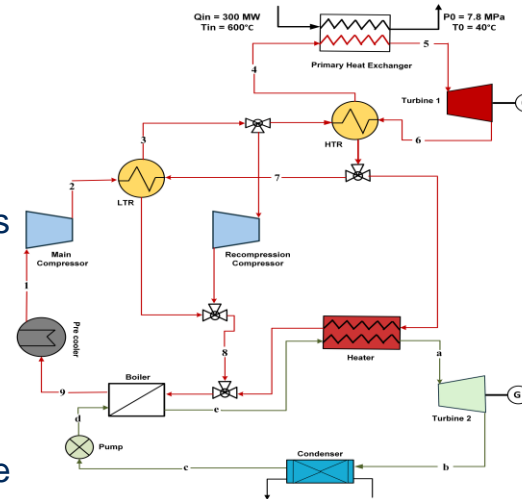 Qin = 300 MW
Tin = 600℃
P0 = 7.8 MPa
T0 = 40℃
5
Primary Heat Exchanger
4
Turbine 1
3
HTR
6
2
7
LTR
s
Main
Compressor
Recompression
Compressor
1
Pre cooler
8
Heater
a
Boiler
9
e
G
Turbine 2
d
Pump
Condenser
c
b
e